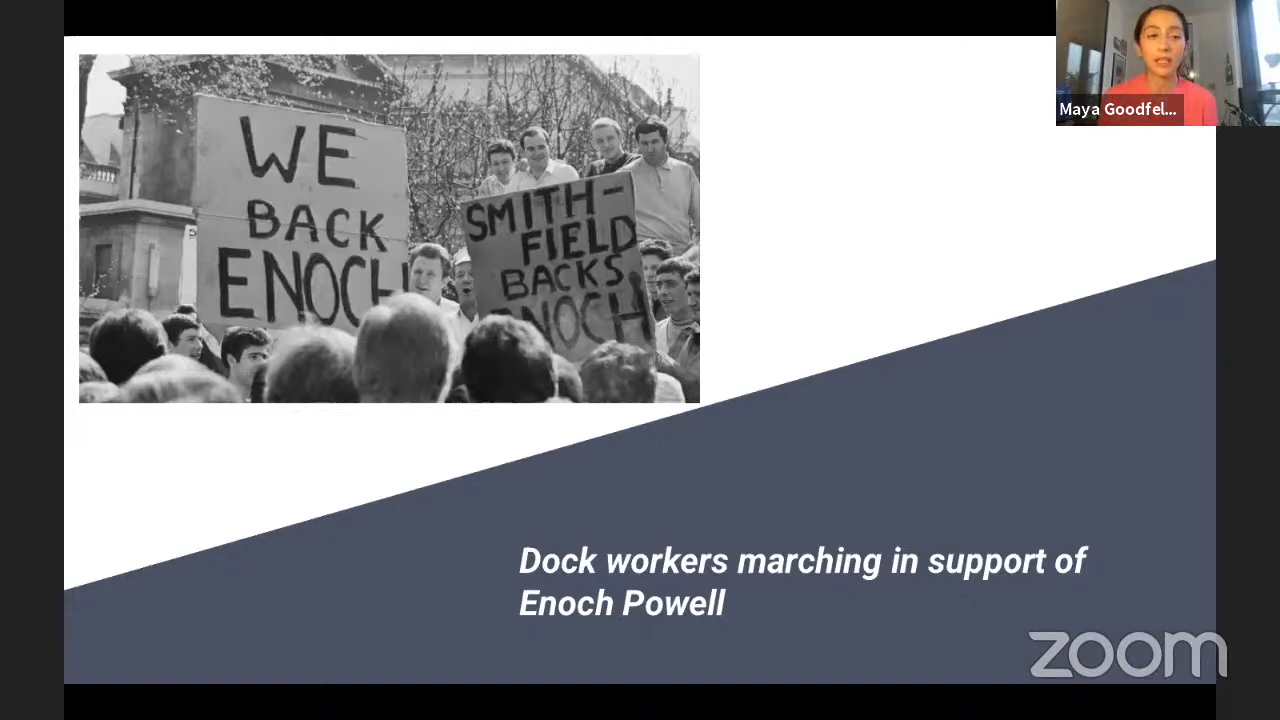 Maya Goodfel...
WE
BACK
ENOCH
SMITH-
FIELD
BACKS
ENOCH
Dock workers marching in support of
Enoch Powell
zoom